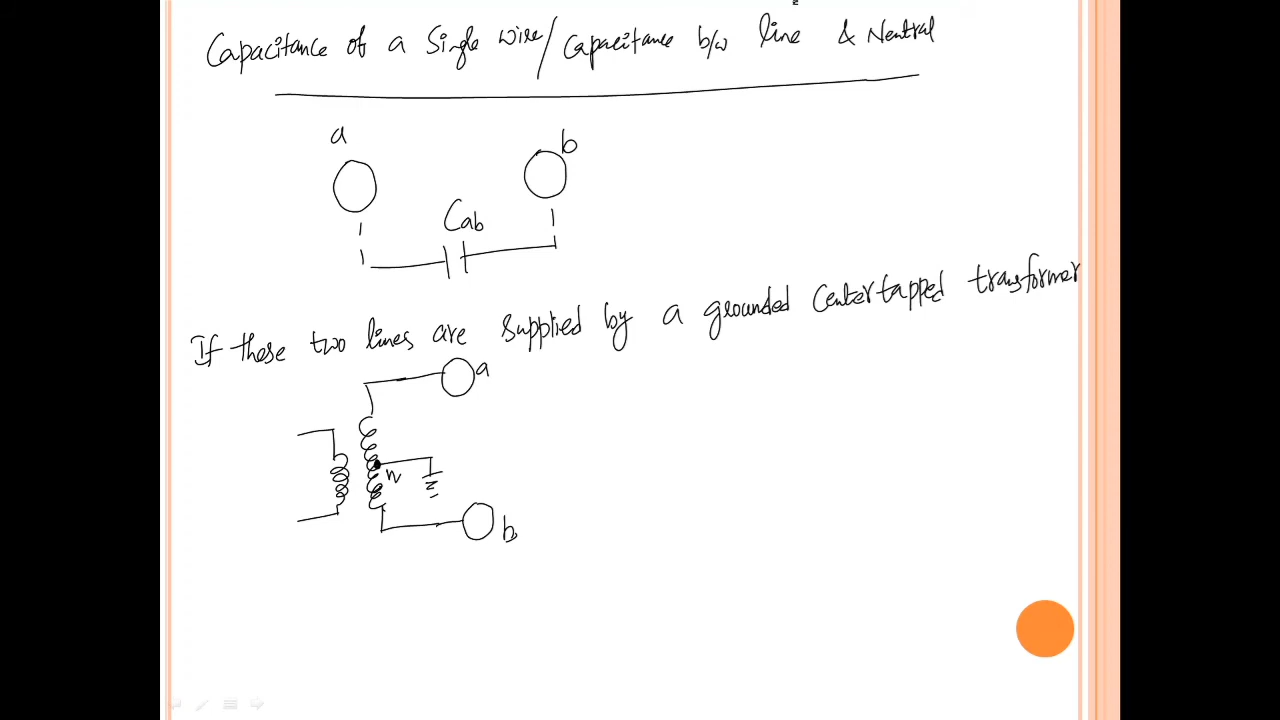 Capacitance of a Single wire/Capacitance b/w line & Neutral
a
b
Cab
If these two lines are supplied by a grounded Centertapped transformer
a
n
b